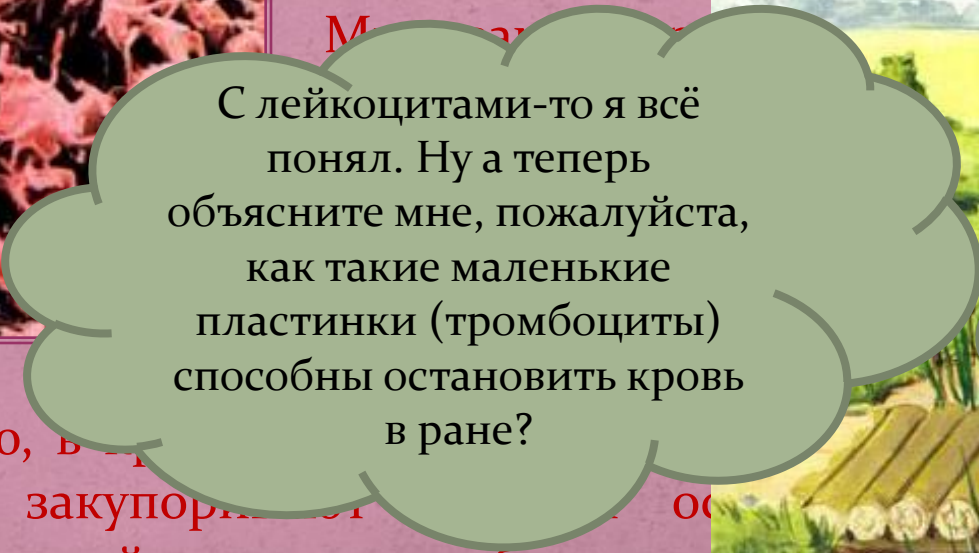 С лейкоцитами-то я всё
понял. Ну а теперь
объясните мне, пожалуйста,
как такие маленькие
пластинки (тромбоциты)
способны остановить кровь
в ране?